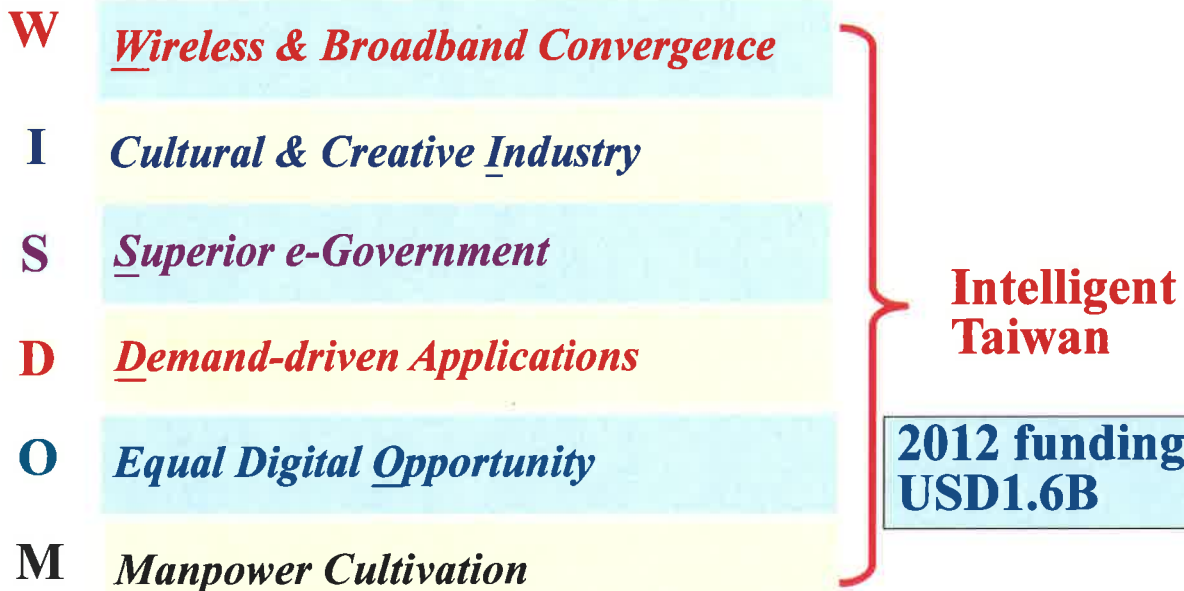 W Wireless & Broadband Convergence
I Cultural & Creative Industry
S Superior e-Government
D Demand-driven Applications
O Equal Digital Opportunity
M Manpower Cultivation
Intelligent
Taiwan
2012 funding
USD1.6B